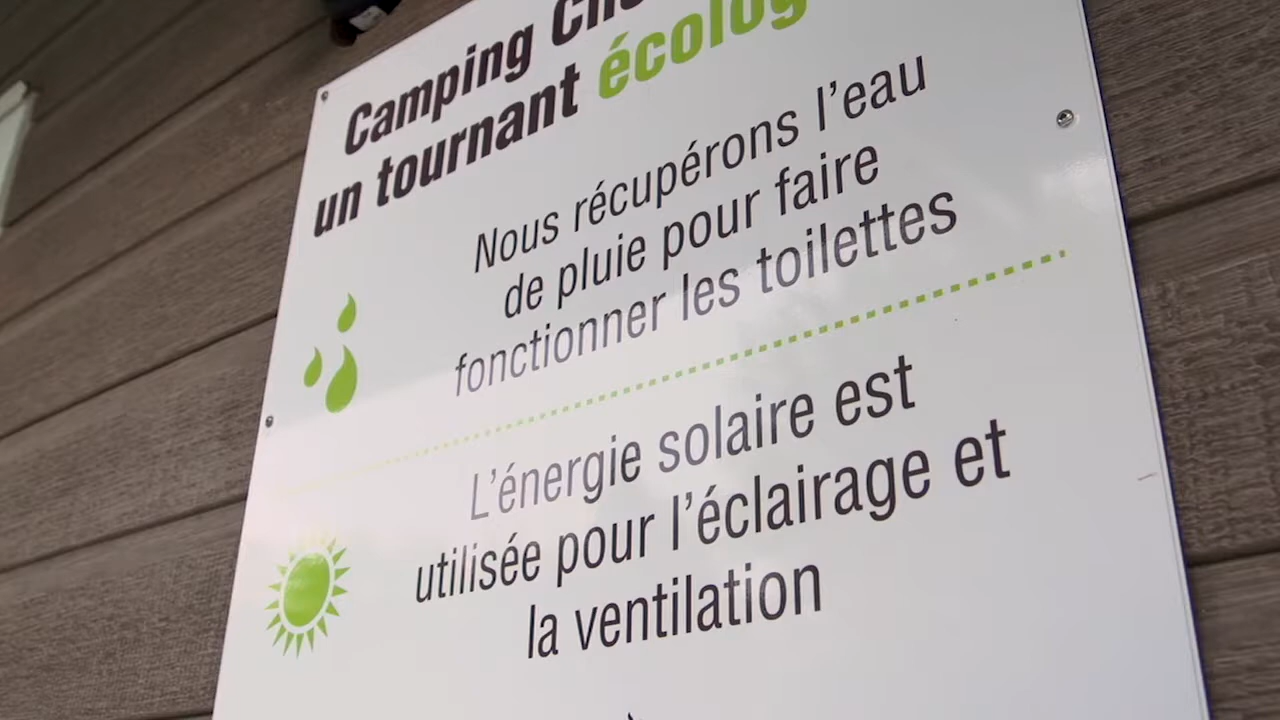 Camping
un tournant
Nous récupérons l'eau
de pluie pour faire
fonctionner les toilettes
L'énergie solaire est
utilisée pour l'éclairage et
la ventilation